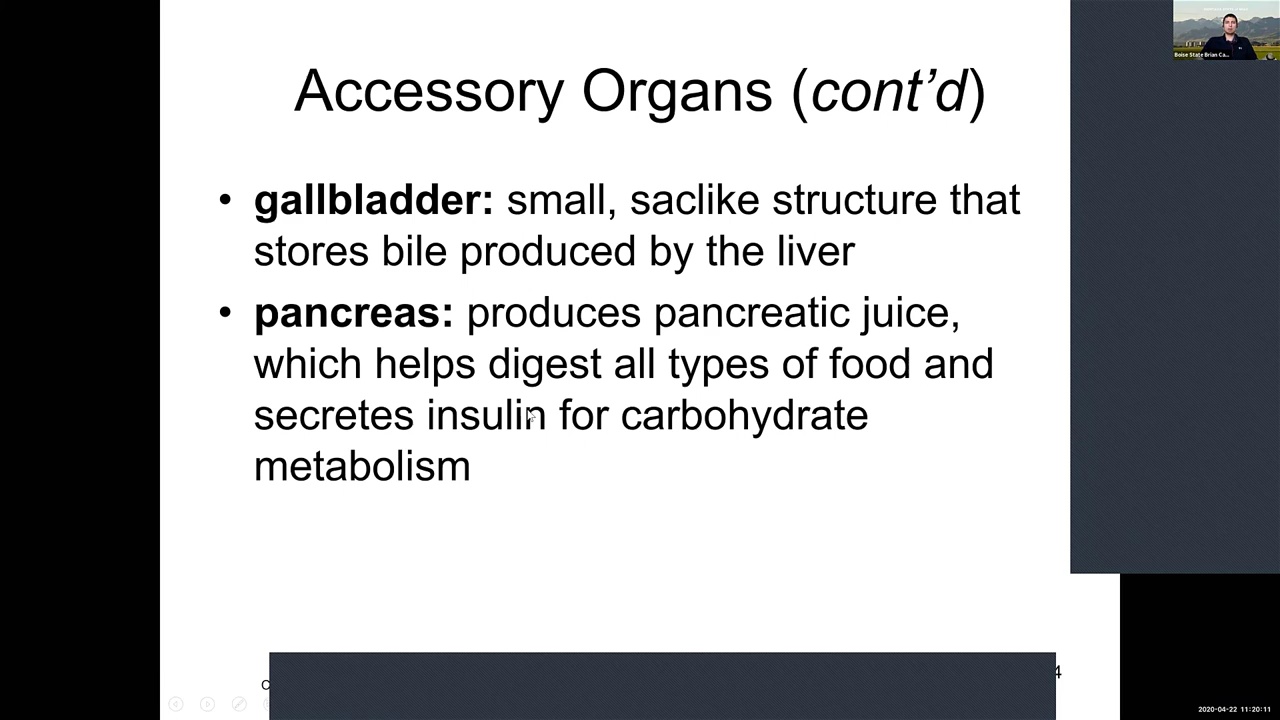 Accessory Organs (cont’d)
• gallbladder: small, saclike structure that
stores bile produced by the liver
• pancreas: produces pancreatic juice,
which helps digest all types of food and
secretes insulin for carbohydrate
metabolism
4
Boise State Brian Ca...
2020-04-22 11:20:11